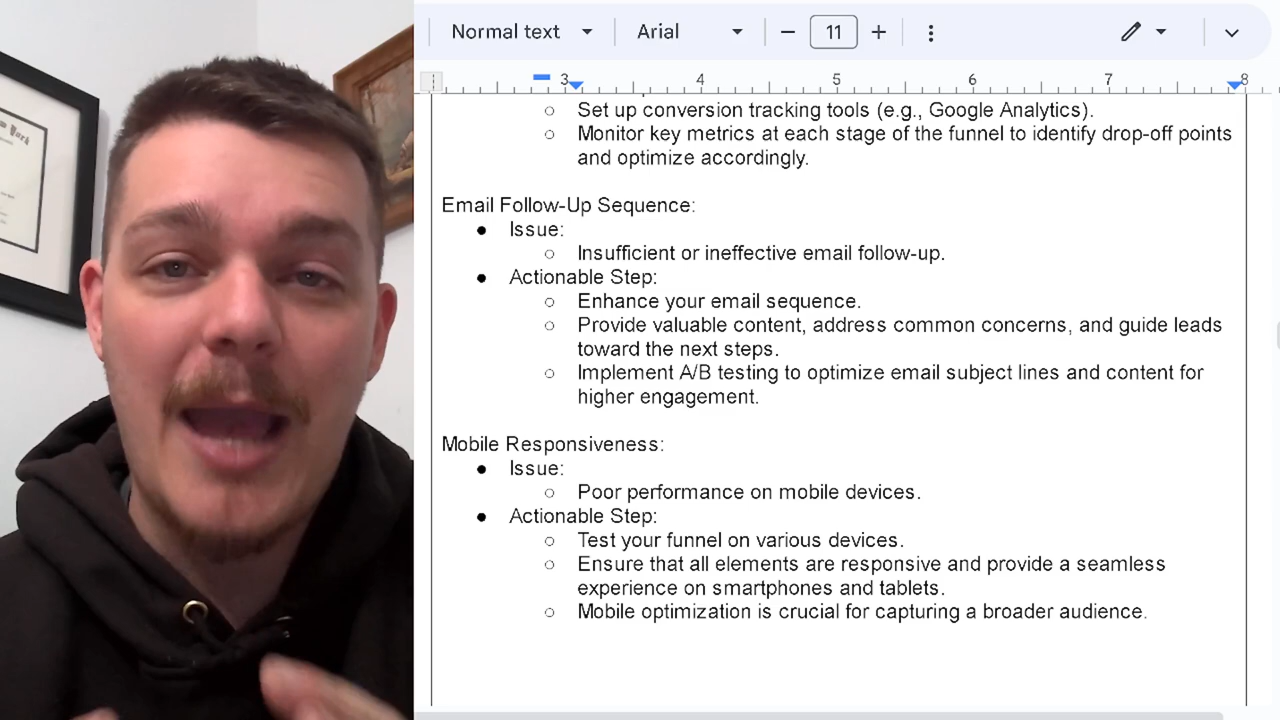 Normal text
Arial
11
3 4 5 6 7 8
Set up conversion tracking tools (e.g., Google Analytics).
Monitor key metrics at each stage of the funnel to identify drop-off points
and optimize accordingly.
Email Follow-Up Sequence:
Issue:
Insufficient or ineffective email follow-up.
Actionable Step:
Enhance your email sequence.
Provide valuable content, address common concerns, and guide leads
toward the next steps.
Implement A/B testing to optimize email subject lines and content for
higher engagement.
Mobile Responsiveness:
Issue:
Poor performance on mobile devices.
Actionable Step:
Test your funnel on various devices.
Ensure that all elements are responsive and provide a seamless
experience on smartphones and tablets.
Mobile optimization is crucial for capturing a broader audience.